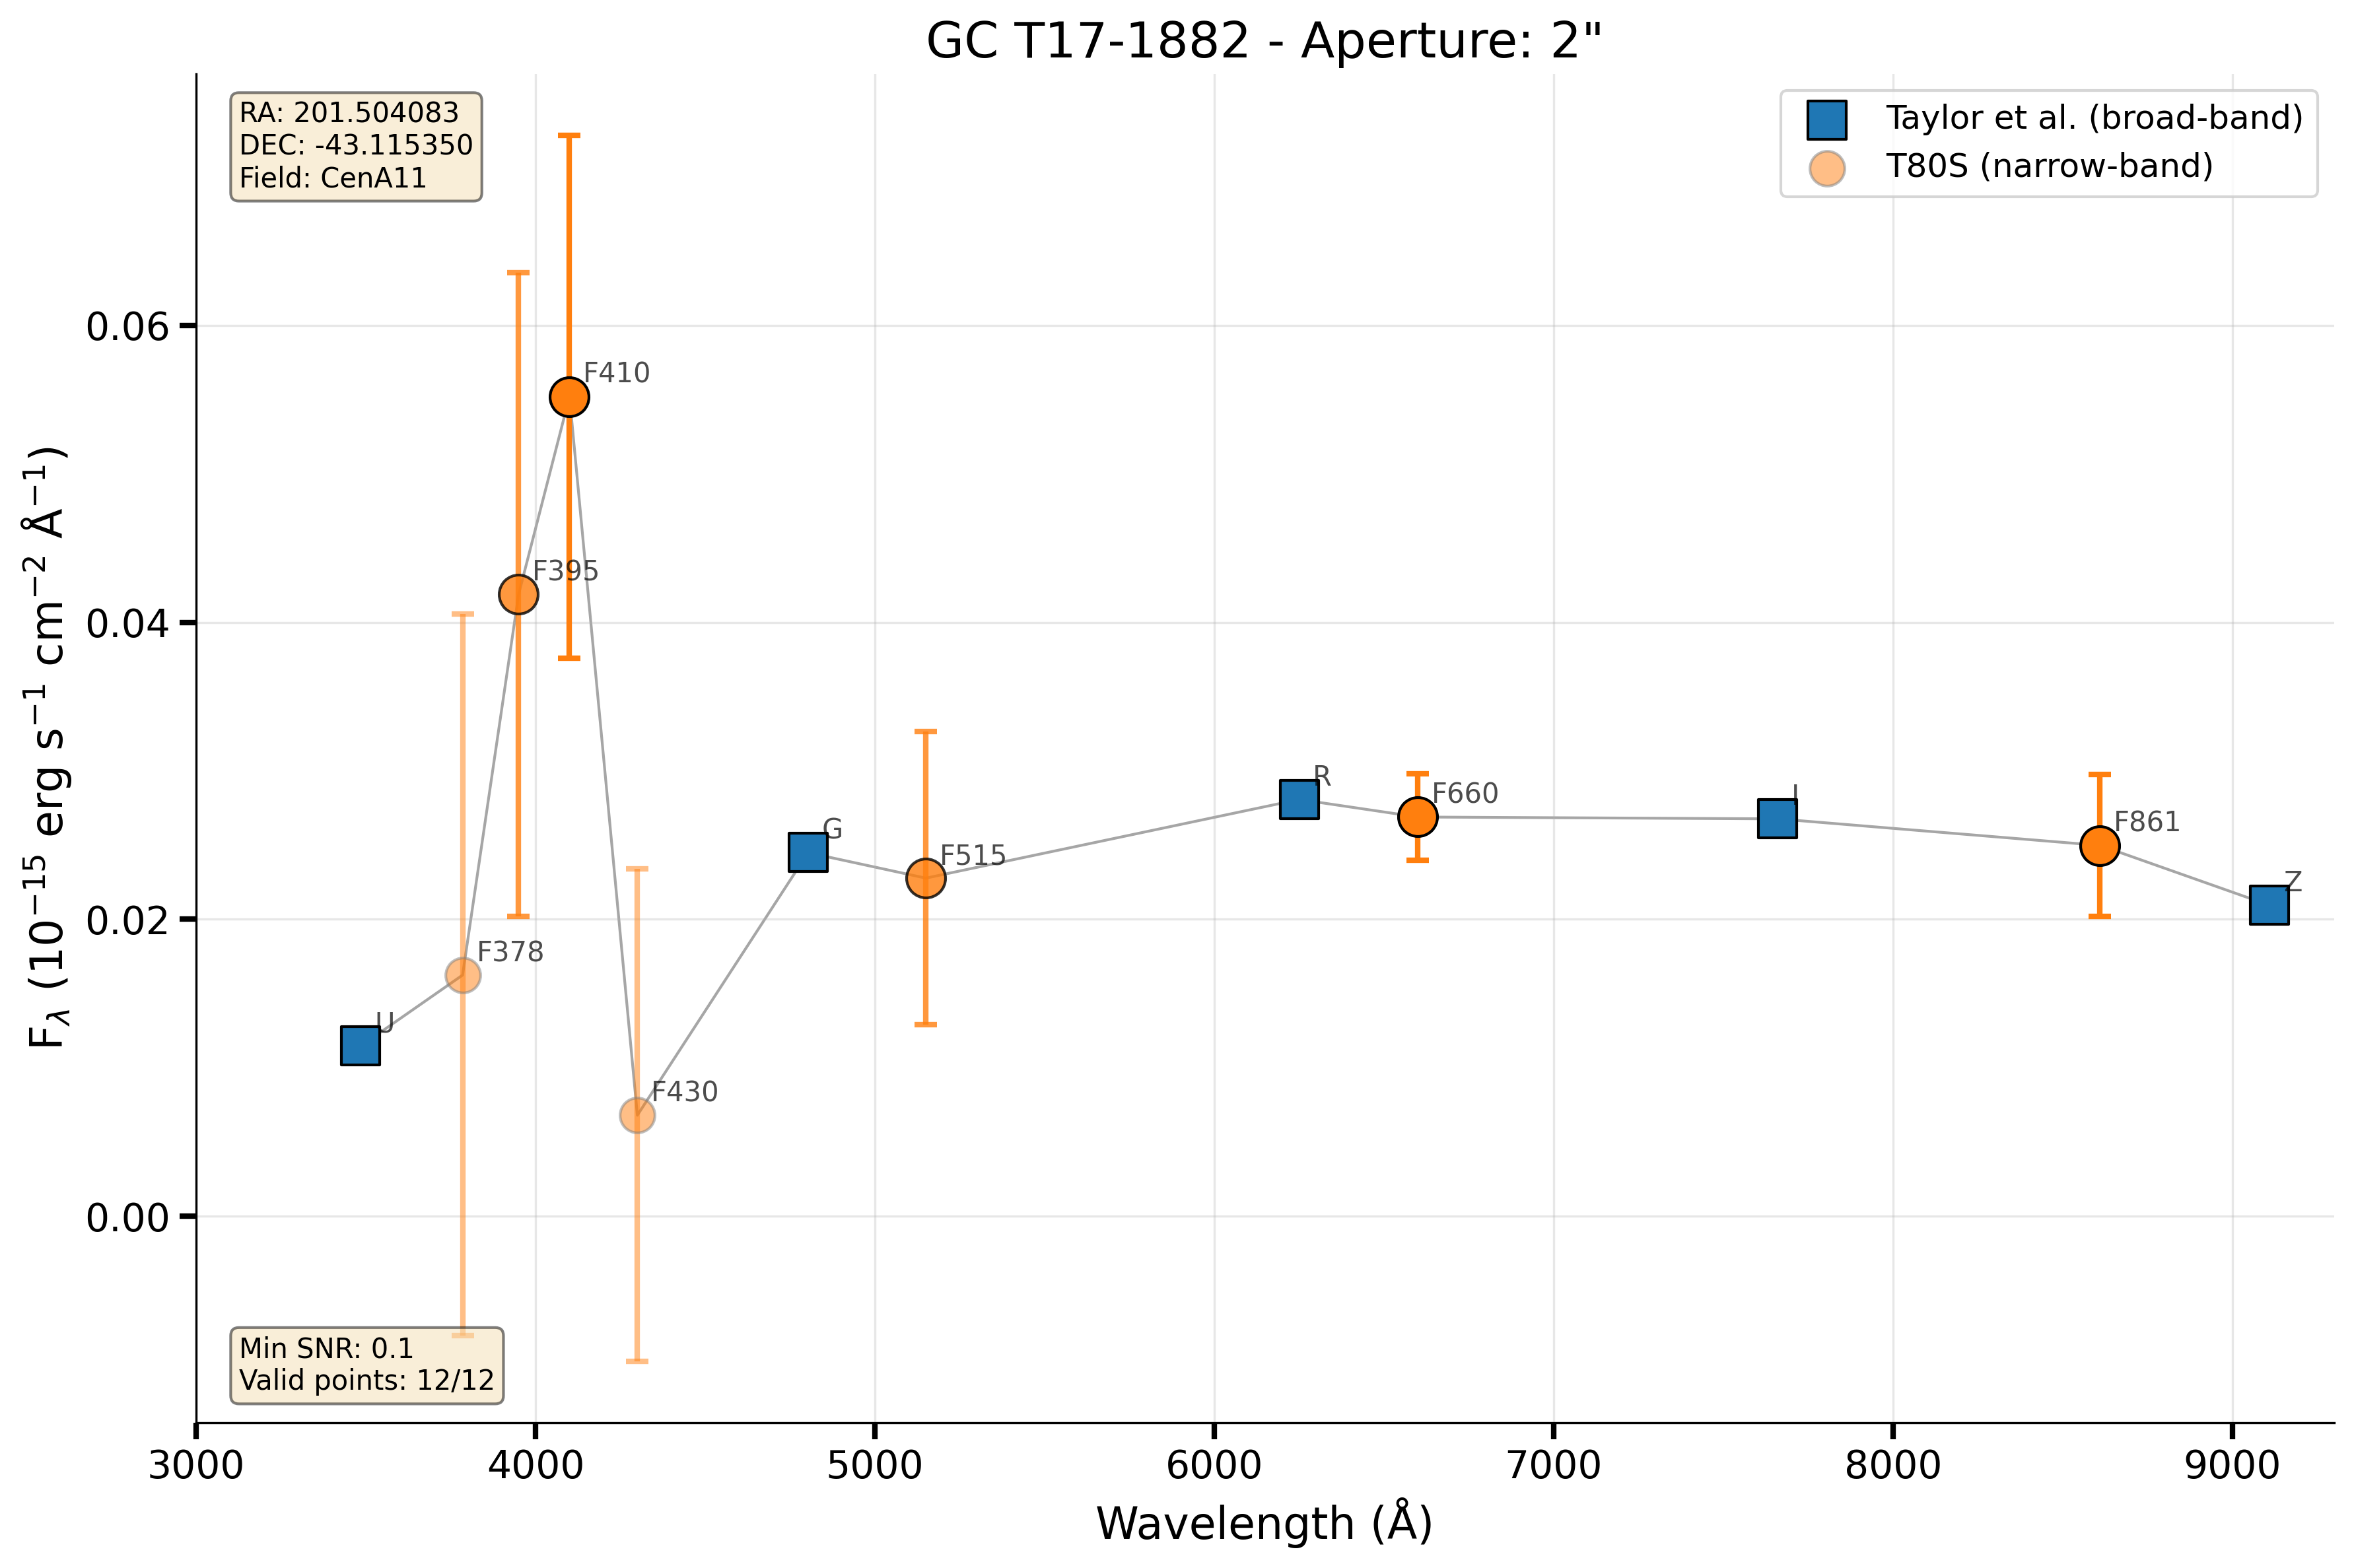 GC T17-1882 - Aperture: 2"
RA: 201.504083
DEC: -43.115350
Field: CenA11
Taylor et al. (broad-band)
T80S (narrow-band)
F410
F395
F378
U
F430
G
F515
R
F660
I
F861
Z
0.06
0.04
0.02
0.00
F_λ (10⁻¹⁵ erg s⁻¹ cm⁻² Å⁻¹)
Min SNR: 0.1
Valid points: 12/12
3000 4000 5000 6000 7000 8000 9000
Wavelength (Å)